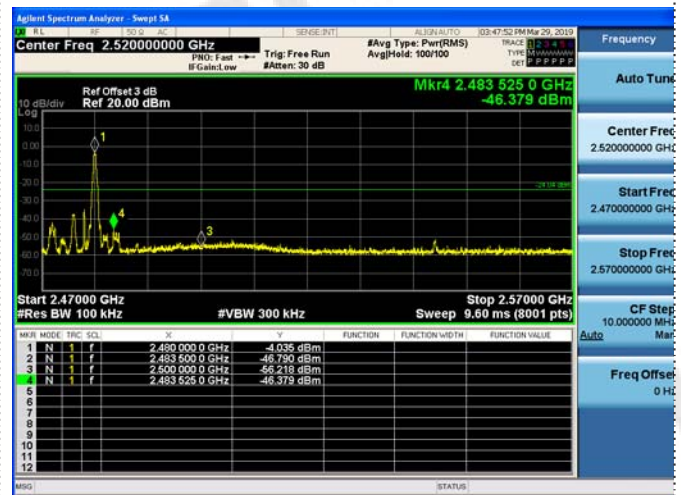 Agilent Spectrum Analyzer - Swept SA
RL RF 50 Ω AC SENSE:INT ALIGN AUTO 03:47:52 PM Mar 29, 2019
Center Freq 2.520000000 GHz
PNO: Fast
IFGain:Low
Trig: Free Run
#Atten: 30 dB
#Avg Type: Pwr(RMS)
Avg|Hold: 100/100
TRACE 1 2 3 4 5 6
TYPE M
DET P P P P P P
Mkr4 2.483 525 0 GHz
-46.379 dBm
Ref Offset 3 dB
10 dB/div Ref 20.00 dBm
Log
10.0
0.00
-10.0
-20.0
-30.0
-40.0
-50.0
-60.0
-70.0
1
4
3
Start 2.47000 GHz Stop 2.57000 GHz
#Res BW 100 kHz #VBW 300 kHz Sweep 9.60 ms (8001 pts)
MKR MODE TRC SCL X Y FUNCTION FUNCTION WIDTH FUNCTION VALUE
1 N 1 f 2.480 000 0 GHz -4.035 dBm
2 N 1 f 2.483 500 0 GHz -46.790 dBm
3 N 1 f 2.500 000 0 GHz -56.218 dBm
4 N 1 f 2.483 525 0 GHz -46.379 dBm
5
6
7
8
9
10
11
12
MSG STATUS
Frequency
Auto Tune
Center Freq
2.520000000 GHz
Start Freq
2.470000000 GHz
Stop Freq
2.570000000 GHz
CF Step
10.000000 MHz
Auto Man
Freq Offset
0 Hz